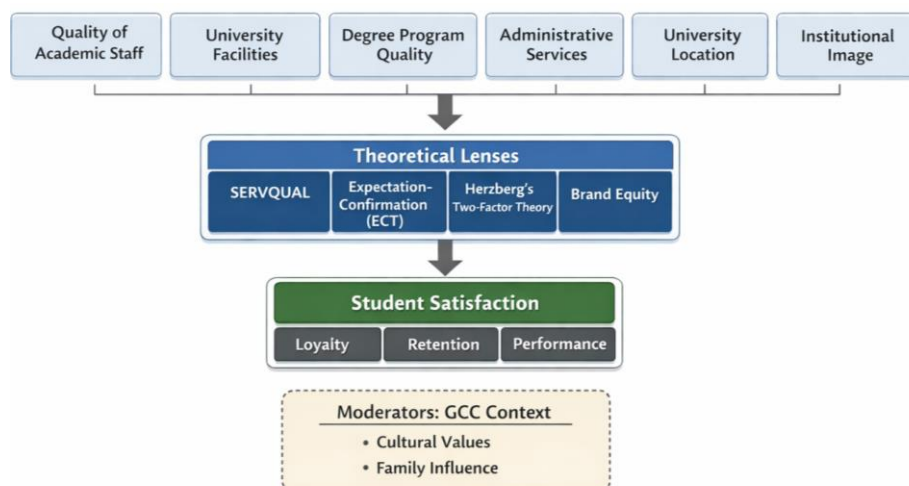 Quality of
Academic Staff
University
Facilities
Degree Program
Quality
Administrative
Services
University
Location
Institutional
Image
Theoretical Lenses
SERVQUAL
Expectation-
Confirmation
(ECT)
Herzberg's
Two-Factor Theory
Brand Equity
Student Satisfaction
Loyalty
Retention
Performance
Moderators: GCC Context
• Cultural Values
• Family Influence